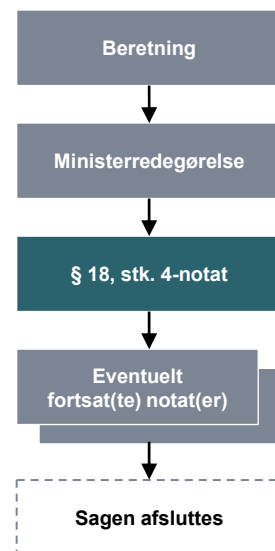 Beretning
Ministerredegørelse
§ 18, stk. 4-notat
Eventuelt
fortsat(te) notat(er)
Sagen afsluttes